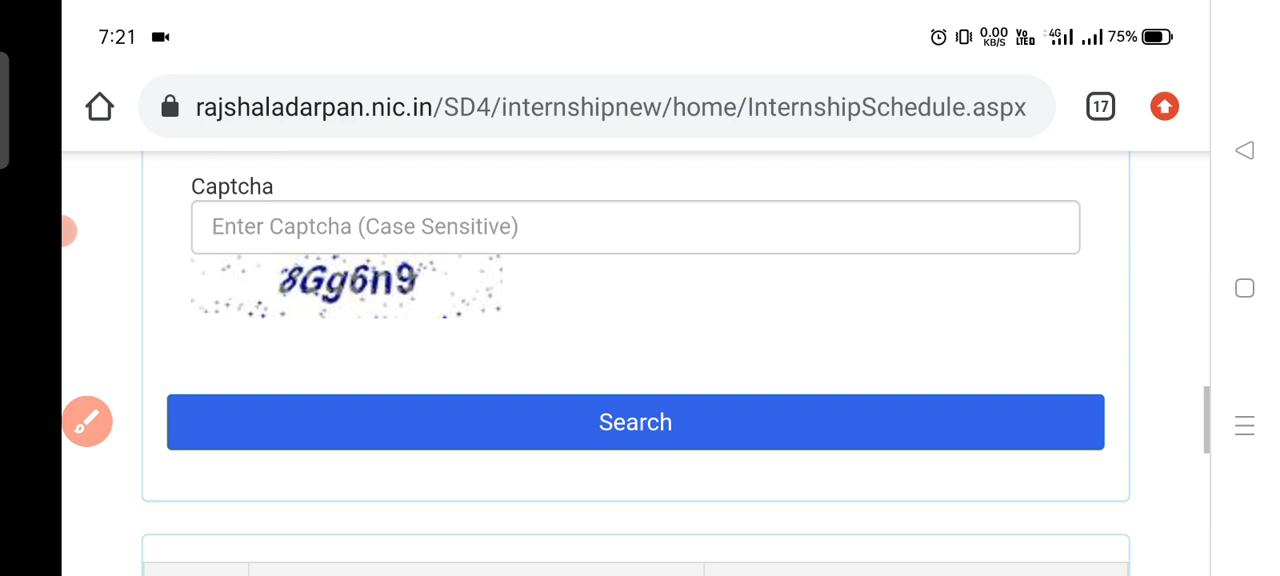 7:21 0.00 KB/S Vo LTED 4G 75%
rajshaladarpan.nic.in/SD4/internshipnew/home/InternshipSchedule.aspx 17
Captcha
Enter Captcha (Case Sensitive)
8Gg6n9
Search